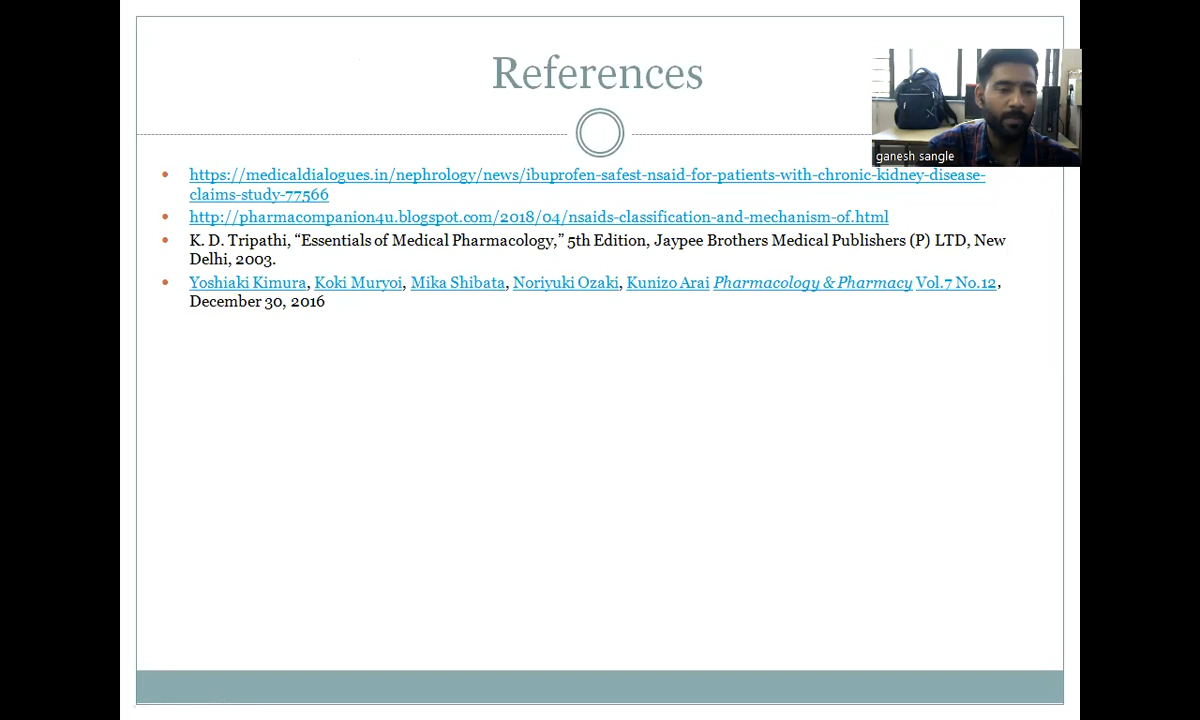 References
ganesh sangle
https://medicaldialogues.in/nephrology/news/ibuprofen-safest-nsaid-for-patients-with-chronic-kidney-disease-
claims-study-77566
http://pharmacompanion4u.blogspot.com/2018/04/nsaids-classification-and-mechanism-of.html
K. D. Tripathi, “Essentials of Medical Pharmacology,” 5th Edition, Jaypee Brothers Medical Publishers (P) LTD, New
Delhi, 2003.
Yoshiaki Kimura, Koki Muryoi, Mika Shibata, Noriyuki Ozaki, Kunizo Arai Pharmacology & Pharmacy Vol.7 No.12,
December 30, 2016